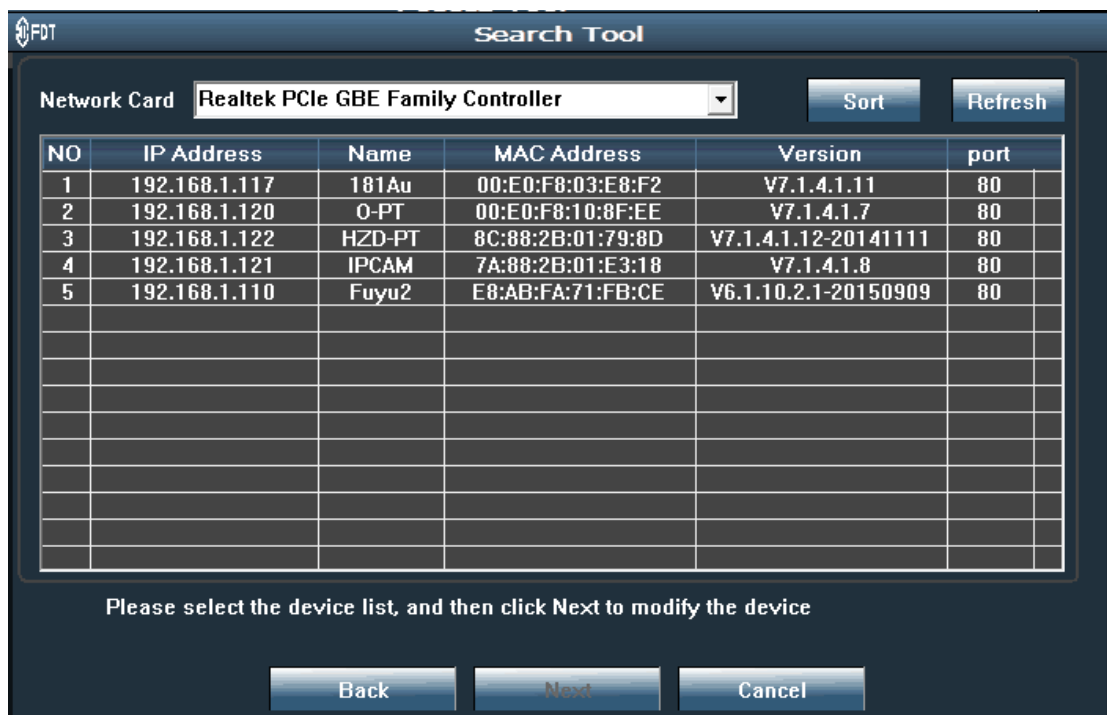 FDT
Search Tool
Network Card Realtek PCIe GBE Family Controller Sort Refresh
NO IP Address Name MAC Address Version port
1 192.168.1.117 181Au 00:E0:F8:03:E8:F2 V7.1.4.1.11 80
2 192.168.1.120 O-PT 00:E0:F8:10:8F:EE V7.1.4.1.7 80
3 192.168.1.122 HZD-PT 8C:88:2B:01:79:8D V7.1.4.1.12-20141111 80
4 192.168.1.121 IPCAM 7A:88:2B:01:E3:18 V7.1.4.1.8 80
5 192.168.1.110 Fuyu2 E8:AB:FA:71:FB:CE V6.1.10.2.1-20150909 80
Please select the device list, and then click Next to modify the device
Back Next Cancel